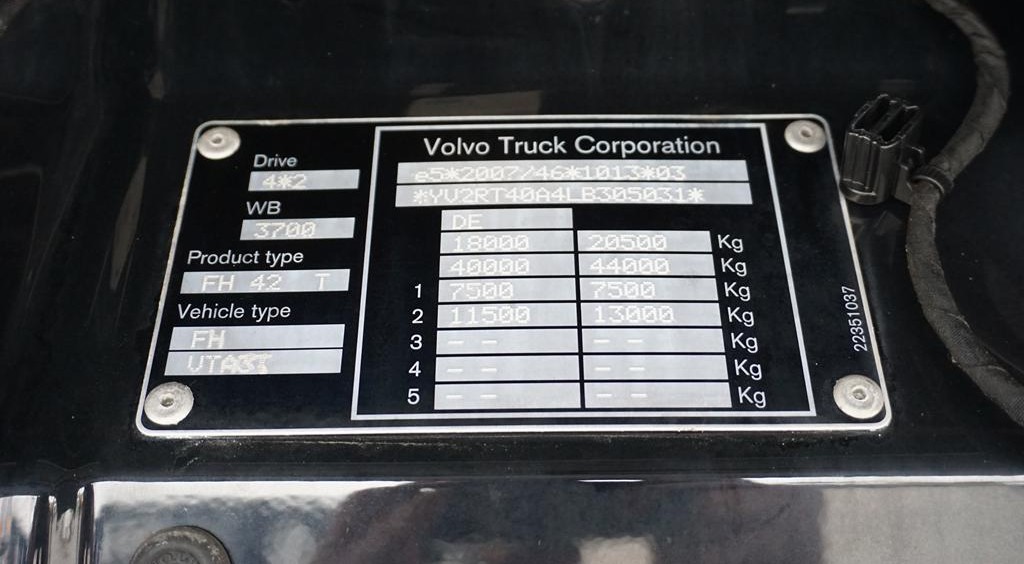 Drive
4*2
WB
3700
Product type
FH 42 T
Vehicle type
FH
VTA3T
Volvo Truck Corporation
e5*2007/46*1013*03
*YV2RT40A4LB305031*
DE
18000 20500 Kg
40000 44000 Kg
1 7500 7500 Kg
2 11500 13000 Kg
3 - - - - Kg
4 - - - - Kg
5 - - - - Kg
22351037